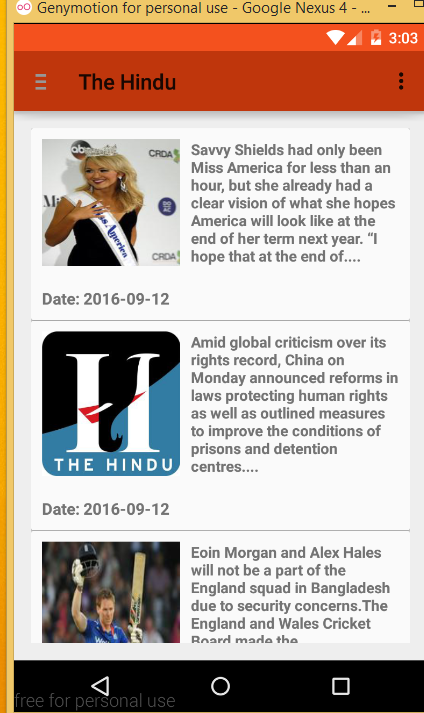 Genymotion for personal use - Google Nexus 4 - ...
3:03
The Hindu
abc
CRDA
Miss America
CRDA
Savvy Shields had only been
Miss America for less than an
hour, but she already had a
clear vision of what she hopes
America will look like at the
end of her term next year. “I
hope that at the end of....
Date: 2016-09-12
H
THE HINDU
Amid global criticism over its
rights record, China on
Monday announced reforms in
laws protecting human rights
as well as outlined measures
to improve the conditions of
prisons and detention
centres....
Date: 2016-09-12
Eoin Morgan and Alex Hales
will not be a part of the
England squad in Bangladesh
due to security concerns.The
England and Wales Cricket
Board made the
free for personal use